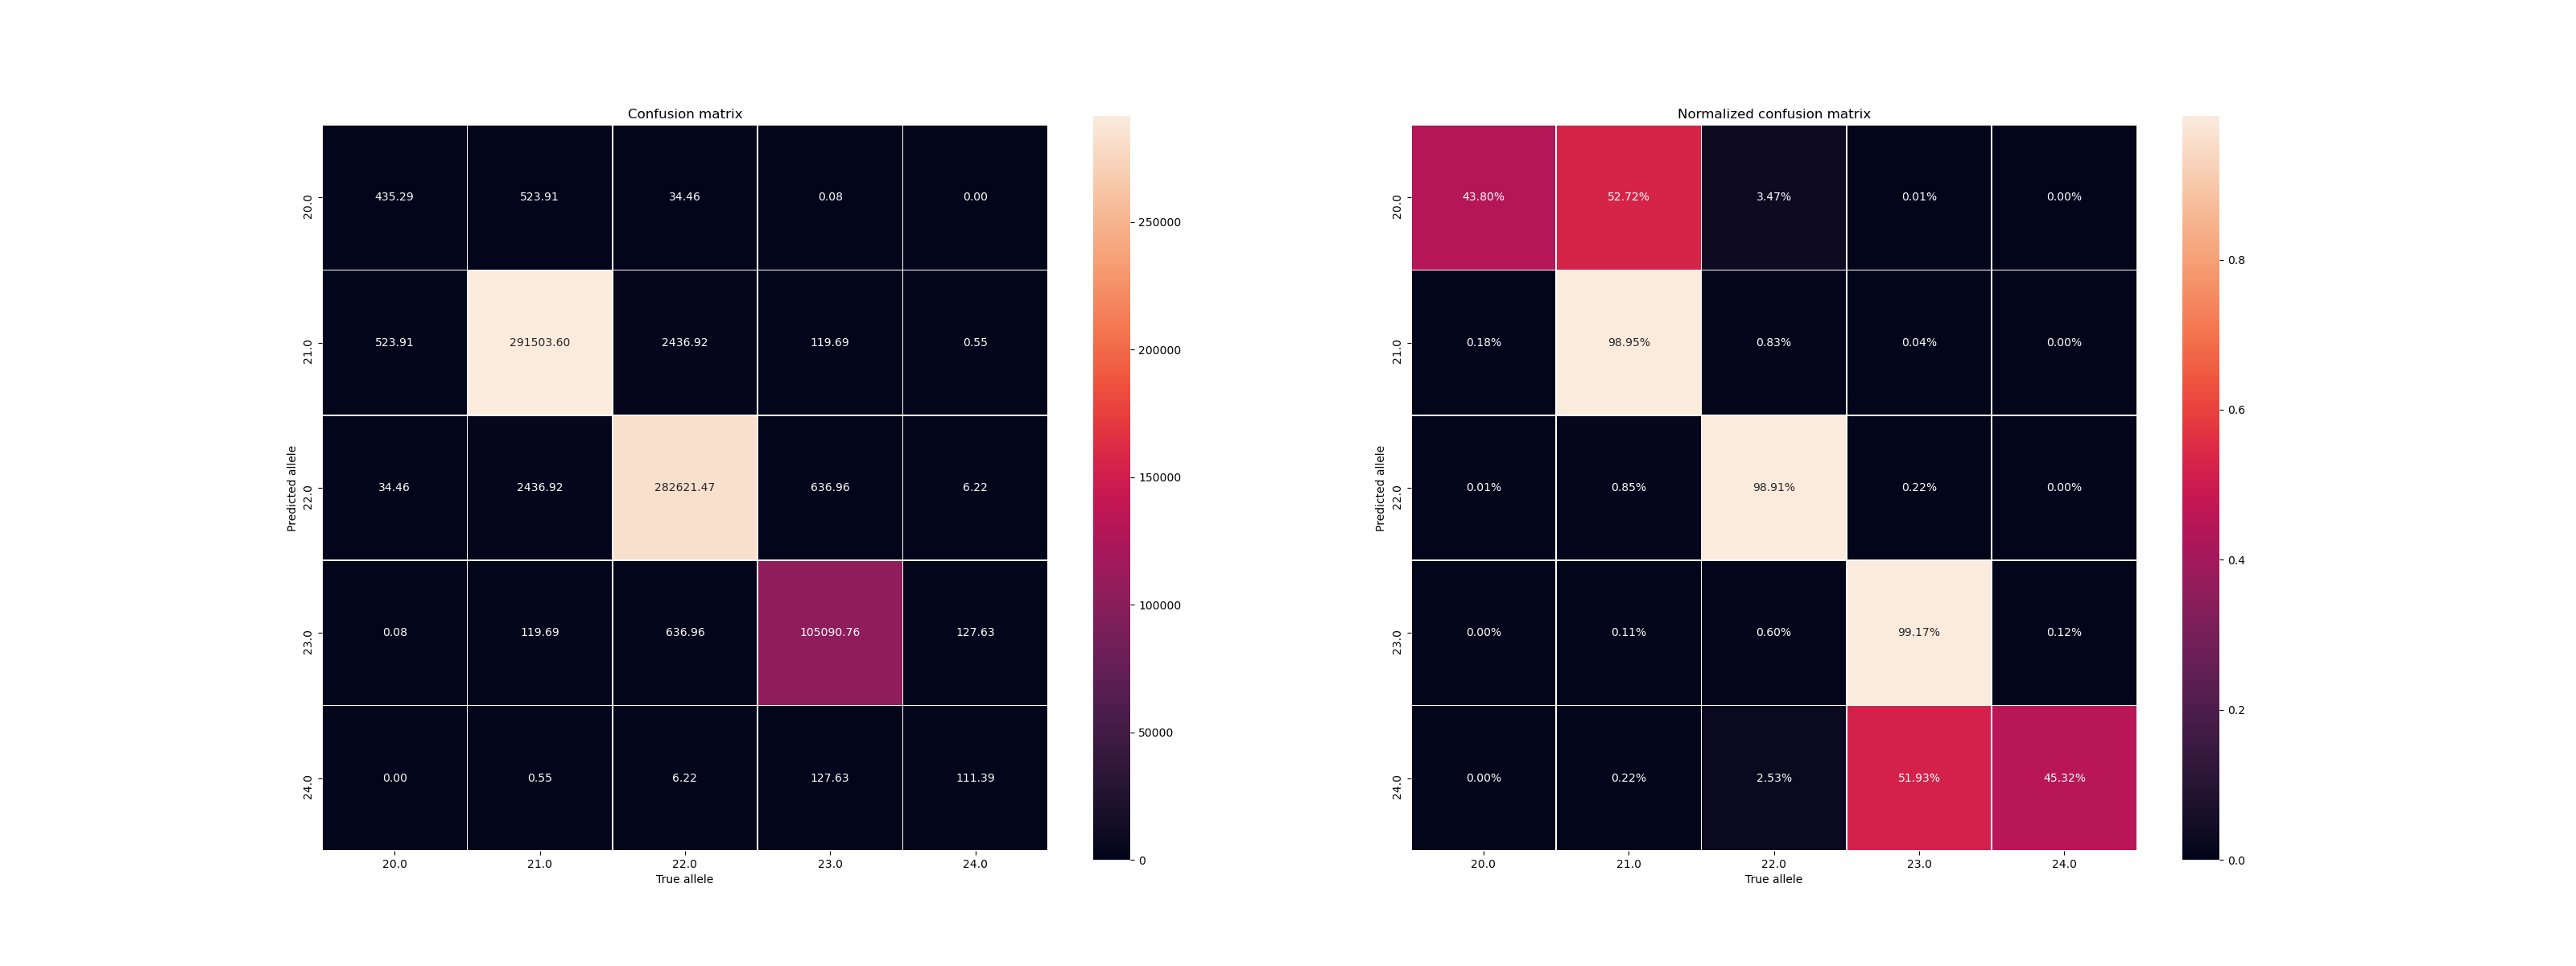 Confusion matrix
20.0 435.29 523.91 34.46 0.08 0.00
21.0 523.91 291503.60 2436.92 119.69 0.55
22.0 34.46 2436.92 282621.47 636.96 6.22
23.0 0.08 119.69 636.96 105090.76 127.63
24.0 0.00 0.55 6.22 127.63 111.39
Predicted allele
20.0 21.0 22.0 23.0 24.0
True allele
250000
200000
150000
100000
50000
0
Normalized confusion matrix
20.0 43.80% 52.72% 3.47% 0.01% 0.00%
21.0 0.18% 98.95% 0.83% 0.04% 0.00%
22.0 0.01% 0.85% 98.91% 0.22% 0.00%
23.0 0.00% 0.11% 0.60% 99.17% 0.12%
24.0 0.00% 0.22% 2.53% 51.93% 45.32%
Predicted allele
20.0 21.0 22.0 23.0 24.0
True allele
0.8
0.6
0.4
0.2
0.0